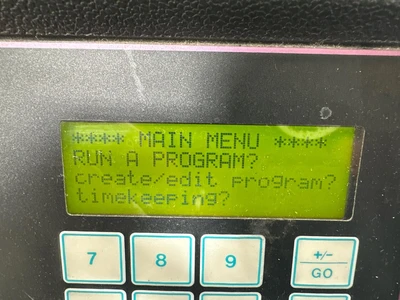 **** MAIN MENU ****
RUN A PROGRAM?
create/edit program?
timekeeping?
7 8 9 +/-
GO